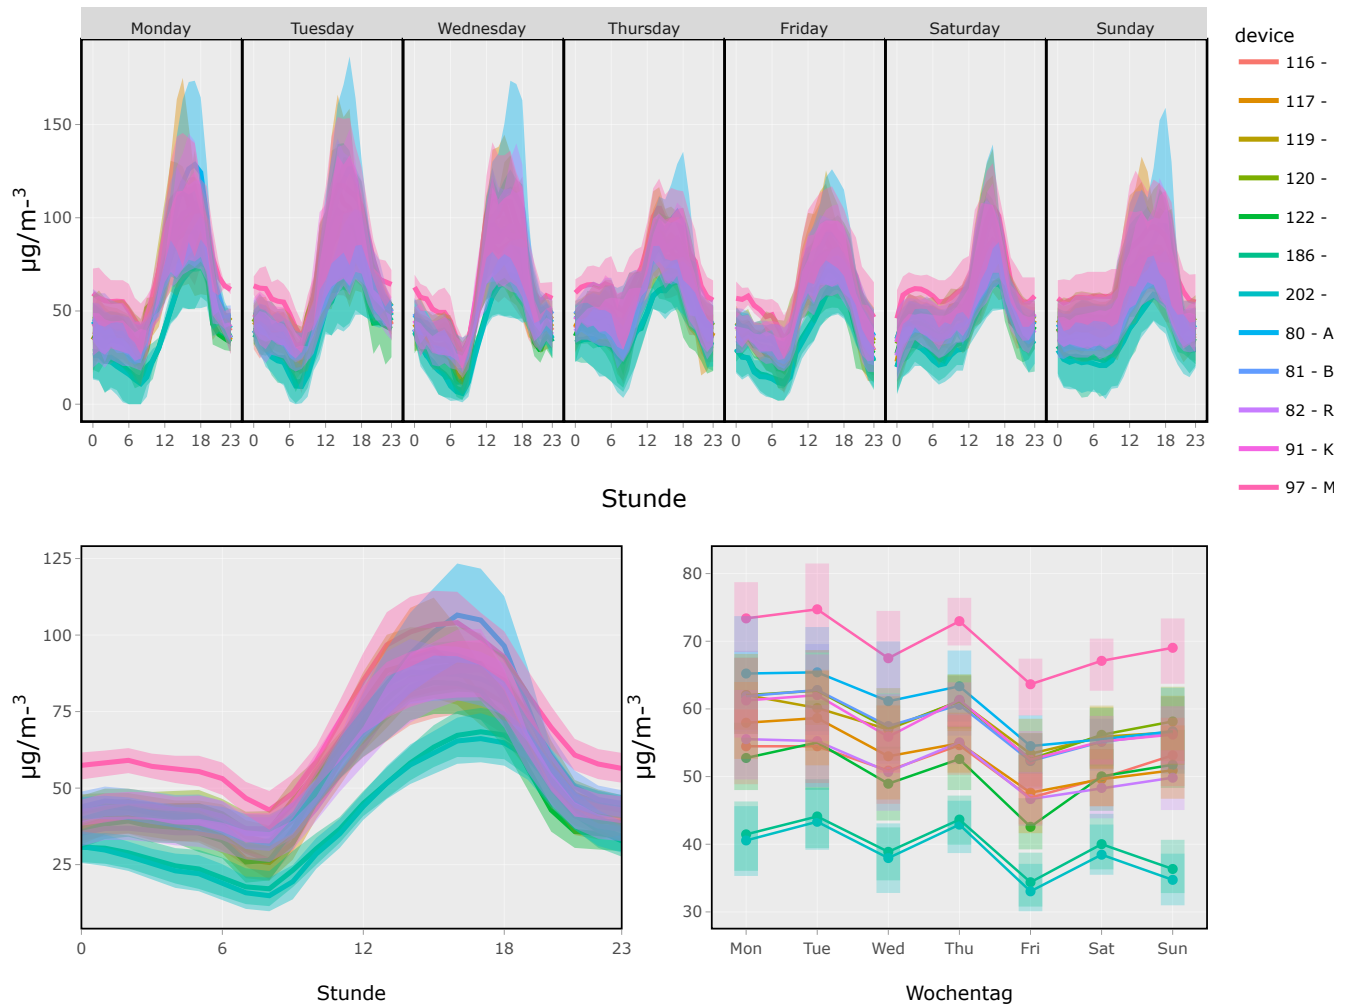 Monday Tuesday Wednesday Thursday Friday Saturday Sunday
device
116 -
117 -
119 -
120 -
122 -
186 -
202 -
80 - A
81 - B
82 - R
91 - K
97 - M
µg/m-³
150
100
50
0
0 6 12 18 23 0 6 12 18 23 0 6 12 18 23 0 6 12 18 23 0 6 12 18 23 0 6 12 18 23 0 6 12 18 23
Stunde
µg/m-³
125
100
75
50
25
0 6 12 18 23
Stunde
µg/m-³
80
70
60
50
40
30
Mon Tue Wed Thu Fri Sat Sun
Wochentag